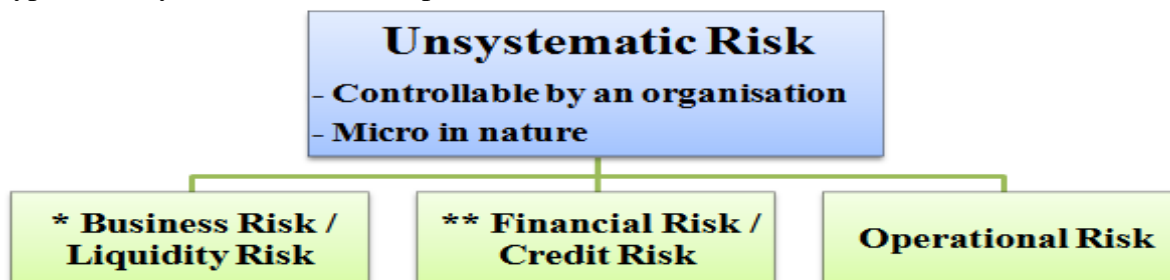 Unsystematic Risk
- Controllable by an organisation
- Micro in nature
* Business Risk /
Liquidity Risk
** Financial Risk /
Credit Risk
Operational Risk